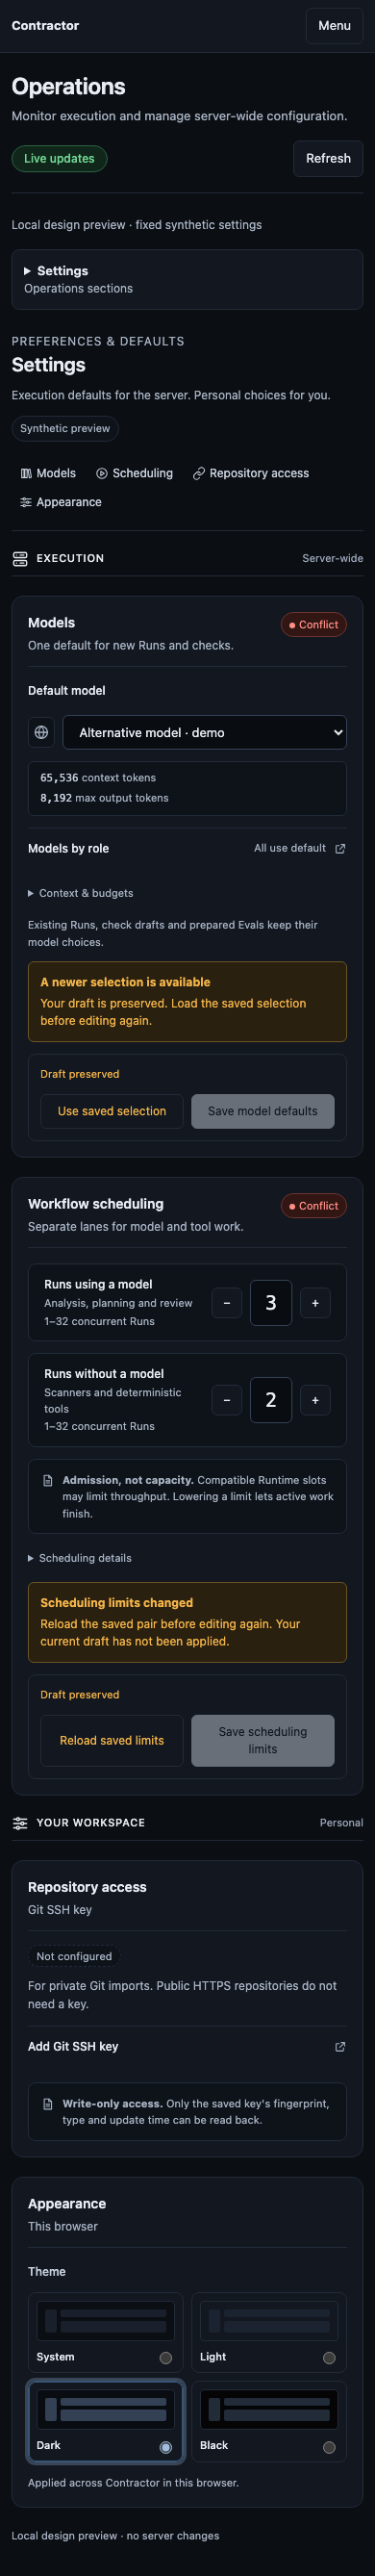 Contractor
Menu
Operations
Monitor execution and manage server-wide configuration.
Live updates
Refresh
Local design preview · fixed synthetic settings
Settings
Operations sections
PREFERENCES & DEFAULTS
Settings
Execution defaults for the server. Personal choices for you.
Synthetic preview
Models
Scheduling
Repository access
Appearance
EXECUTION
Server-wide
Models
Conflict
One default for new Runs and checks.
Default model
Alternative model · demo
65,536 context tokens
8,192 max output tokens
Models by role
All use default
Context & budgets
Existing Runs, check drafts and prepared Evals keep their
model choices.
A newer selection is available
Your draft is preserved. Load the saved selection
before editing again.
Draft preserved
Use saved selection
Save model defaults
Workflow scheduling
Conflict
Separate lanes for model and tool work.
Runs using a model
Analysis, planning and review
1–32 concurrent Runs
−
3
+
Runs without a model
Scanners and deterministic
tools
1–32 concurrent Runs
−
2
+
Admission, not capacity. Compatible Runtime slots
may limit throughput. Lowering a limit lets active work
finish.
Scheduling details
Scheduling limits changed
Reload the saved pair before editing again. Your
current draft has not been applied.
Draft preserved
Reload saved limits
Save scheduling
limits
YOUR WORKSPACE
Personal
Repository access
Git SSH key
Not configured
For private Git imports. Public HTTPS repositories do not
need a key.
Add Git SSH key
Write-only access. Only the saved key's fingerprint,
type and update time can be read back.
Appearance
This browser
Theme
System
Light
Dark
Black
Applied across Contractor in this browser.
Local design preview · no server changes